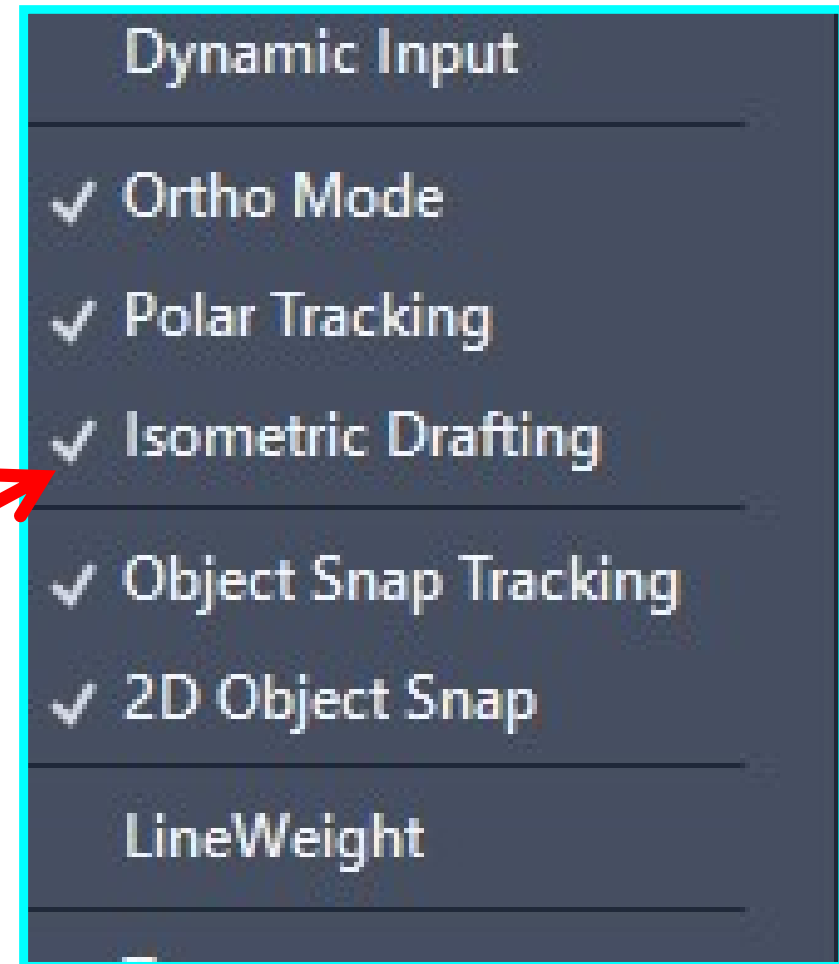 Dynamic Input
Ortho Mode
Polar Tracking
Isometric Drafting
Object Snap Tracking
2D Object Snap
LineWeight